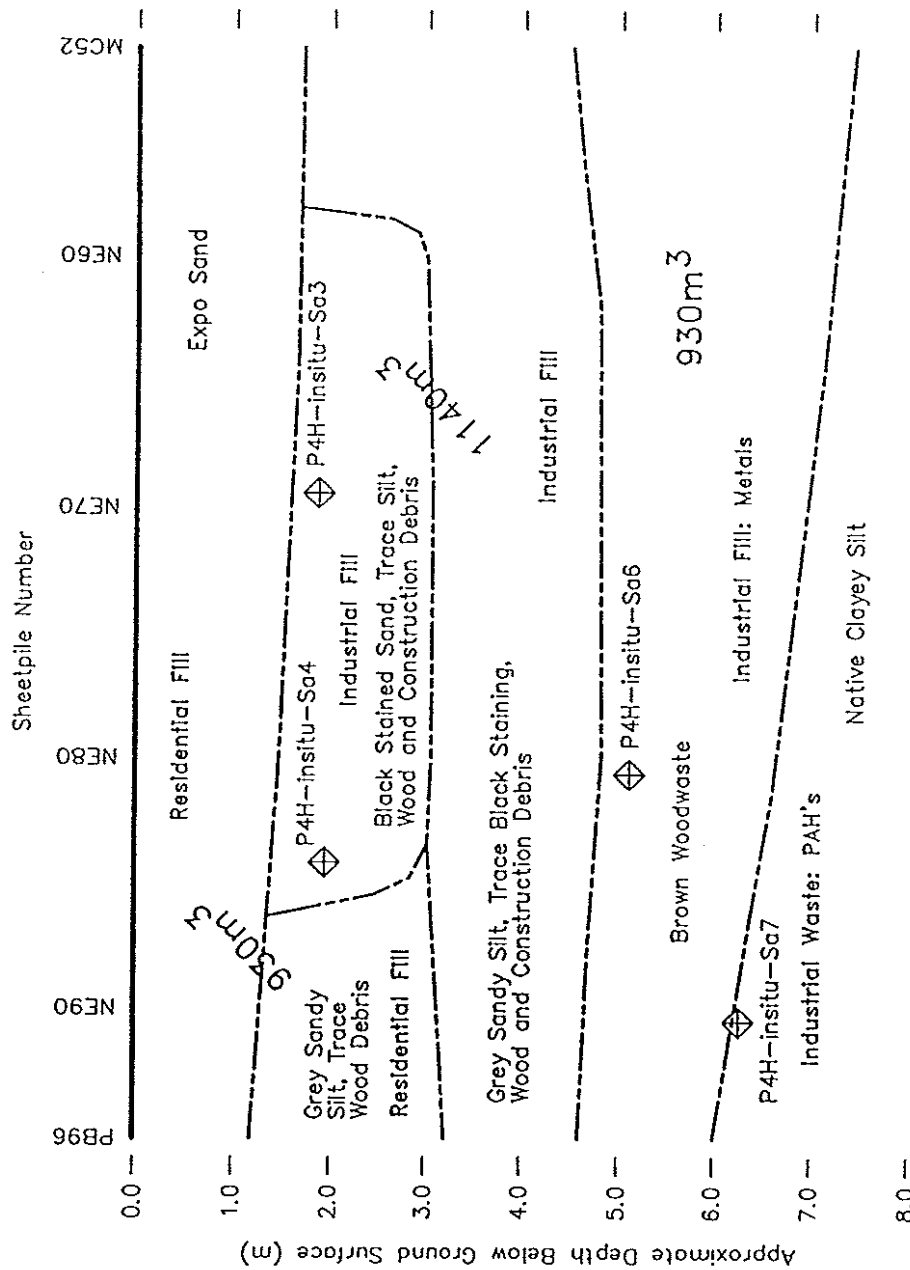 Sheetpile Number
PB96
NE90
NE80
NE70
NE60
MC52
Approximate Depth Below Ground Surface (m)
0.0
1.0
2.0
3.0
4.0
5.0
6.0
7.0
8.0
Residential Fill
Expo Sand
930m3
P4H-insitu-Sa4
P4H-insitu-Sa3
Grey Sandy
Silt, Trace
Wood Debris
Residential Fill
Industrial Fill
Black Stained Sand, Trace Silt,
Wood and Construction Debris
1140m3
Grey Sandy Silt, Trace Black Staining,
Wood and Construction Debris
Industrial Fill
P4H-insitu-Sa6
Brown Woodwaste
Industrial Fill: Metals
930m³
P4H-insitu-Sa7
Industrial Waste: PAH's
Native Clayey Silt